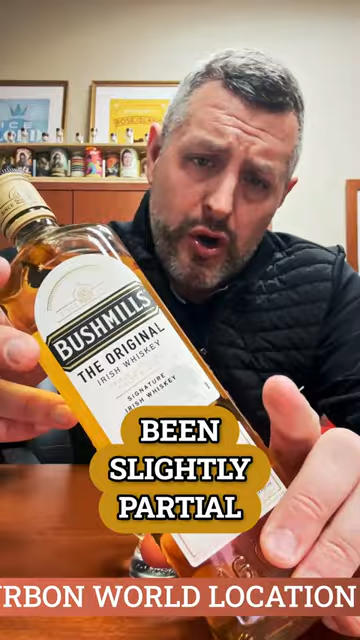 BUSHMILLS
THE ORIGINAL
IRISH WHISKEY
SIGNATURE
IRISH WHISKEY
BEEN
SLIGHTLY
PARTIAL
RBON WORLD LOCATION